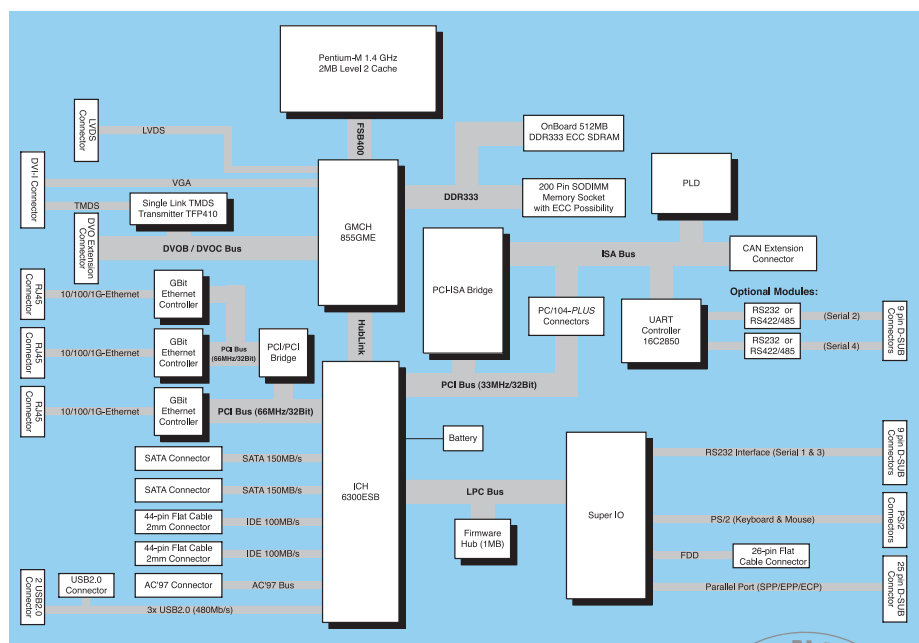 Pentium-M 1.4 GHz
2MB Level 2 Cache
LVDS
Connector
LVDS
FSB400
OnBoard 512MB
DDR333 ECC SDRAM
DVI-I Connector
VGA
TMDS
Single Link TMDS
Transmitter TFP410
GMCH
855GME
DDR333
200 Pin SODIMM
Memory Socket
with ECC Possibility
PLD
DVO Extension
Connector
DVOB / DVOC Bus
PCI-ISA Bridge
ISA Bus
CAN Extension
Connector
RJ45
Connector
10/100/1G-Ethernet
GBit
Ethernet
Controller
HubLink
PC/104-PLUS
Connectors
UART
Controller
16C2850
Optional Modules:
RS232 or
RS422/485
(Serial 2)
RS232 or
RS422/485
(Serial 4)
9 pin D-SUB
Connectors
RJ45
Connector
10/100/1G-Ethernet
GBit
Ethernet
Controller
PCI Bus
(66MHz/32Bit)
PCI/PCI
Bridge
PCI Bus (33MHz/32Bit)
RJ45
Connector
10/100/1G-Ethernet
GBit
Ethernet
Controller
PCI Bus (66MHz/32Bit)
Battery
SATA Connector
SATA 150MB/s
SATA Connector
SATA 150MB/s
ICH
6300ESB
LPC Bus
Super IO
RS232 Interface (Serial 1 & 3)
9 pin D-SUB
Connectors
44-pin Flat Cable
2mm Connector
IDE 100MB/s
44-pin Flat Cable
2mm Connector
IDE 100MB/s
Firmware
Hub (1MB)
PS/2 (Keyboard & Mouse)
PS/2
Connectors
FDD
26-pin Flat
Cable Connector
2 USB2.0
Connector
USB2.0
Connector
AC'97 Connector
AC'97 Bus
3x USB2.0 (480Mb/s)
Parallel Port (SPP/EPP/ECP)
25 pin D-SUB
Connctor